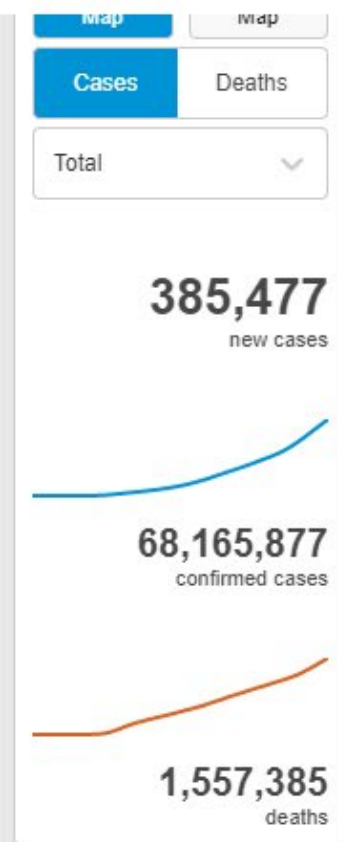 Map Map
Cases Deaths
Total
385,477
new cases
68,165,877
confirmed cases
1,557,385
deaths